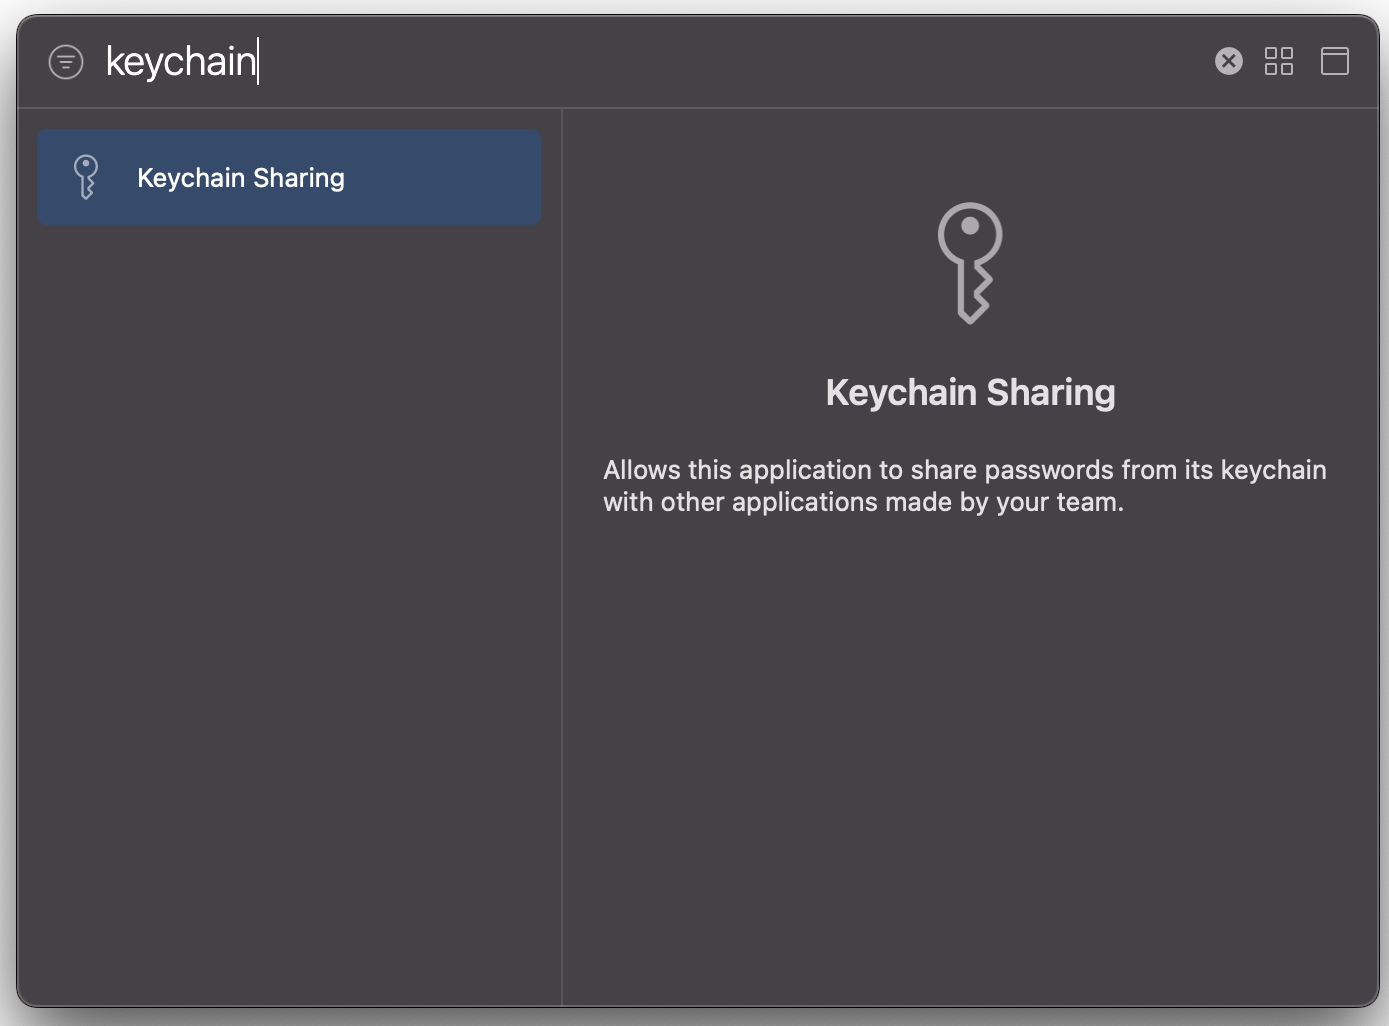 keychain
Keychain Sharing
Keychain Sharing
Allows this application to share passwords from its keychain
with other applications made by your team.